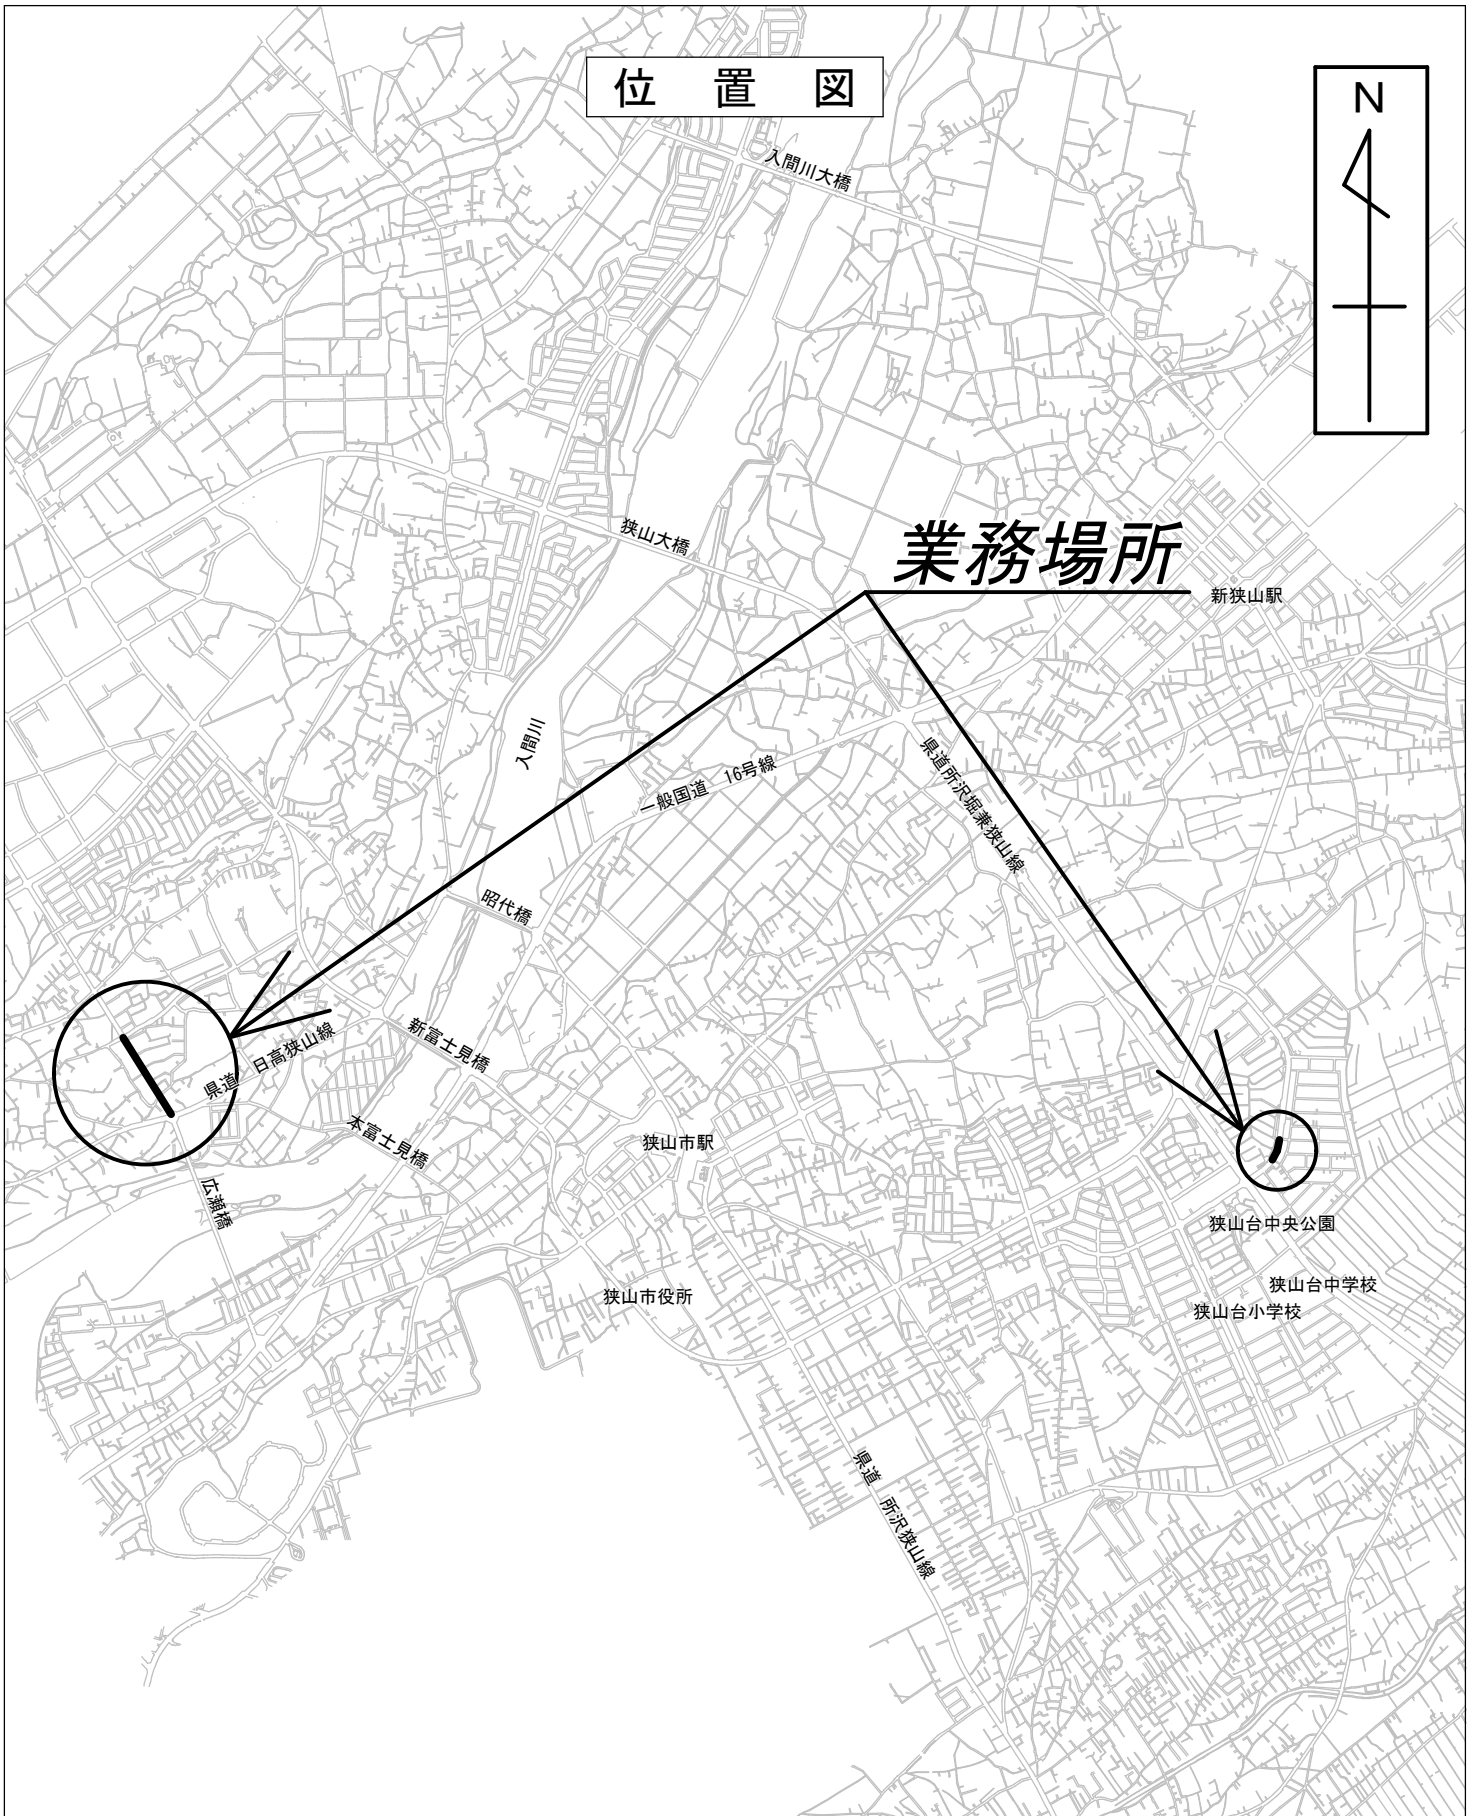 位置図
N
入間川大橋
狭山大橋
業務場所
新狭山駅
入間川
一般国道 16号線
県道所沢堀兼狭山線
昭代橋
新富士見橋
県道 日高狭山線
本富士見橋
狭山市駅
広瀬橋
狭山台中央公園
狭山台中学校
狭山市役所
狭山台小学校
県道 所沢狭山線